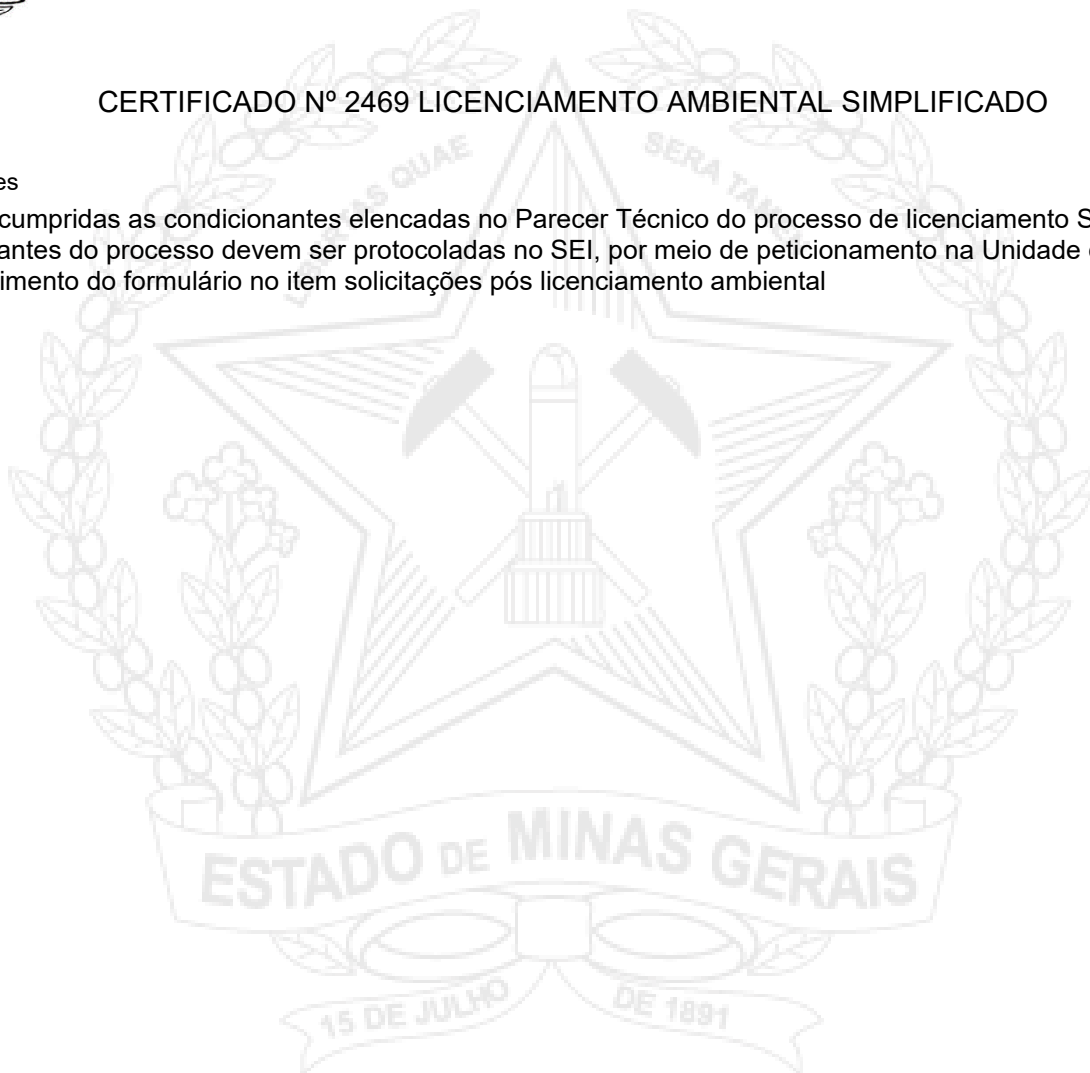 CERTIFICADO Nº 2469 LICENCIAMENTO AMBIENTAL SIMPLIFICADO
es
cumpridas as condicionantes elencadas no Parecer Técnico do processo de licenciamento S
antes do processo devem ser protocoladas no SEI, por meio de peticionamento na Unidade
imento do formulário no item solicitações pós licenciamento ambiental
LIBERTAS QUAE SERA TAMEN
ESTADO DE MINAS GERAIS
15 DE JULHO DE 1891